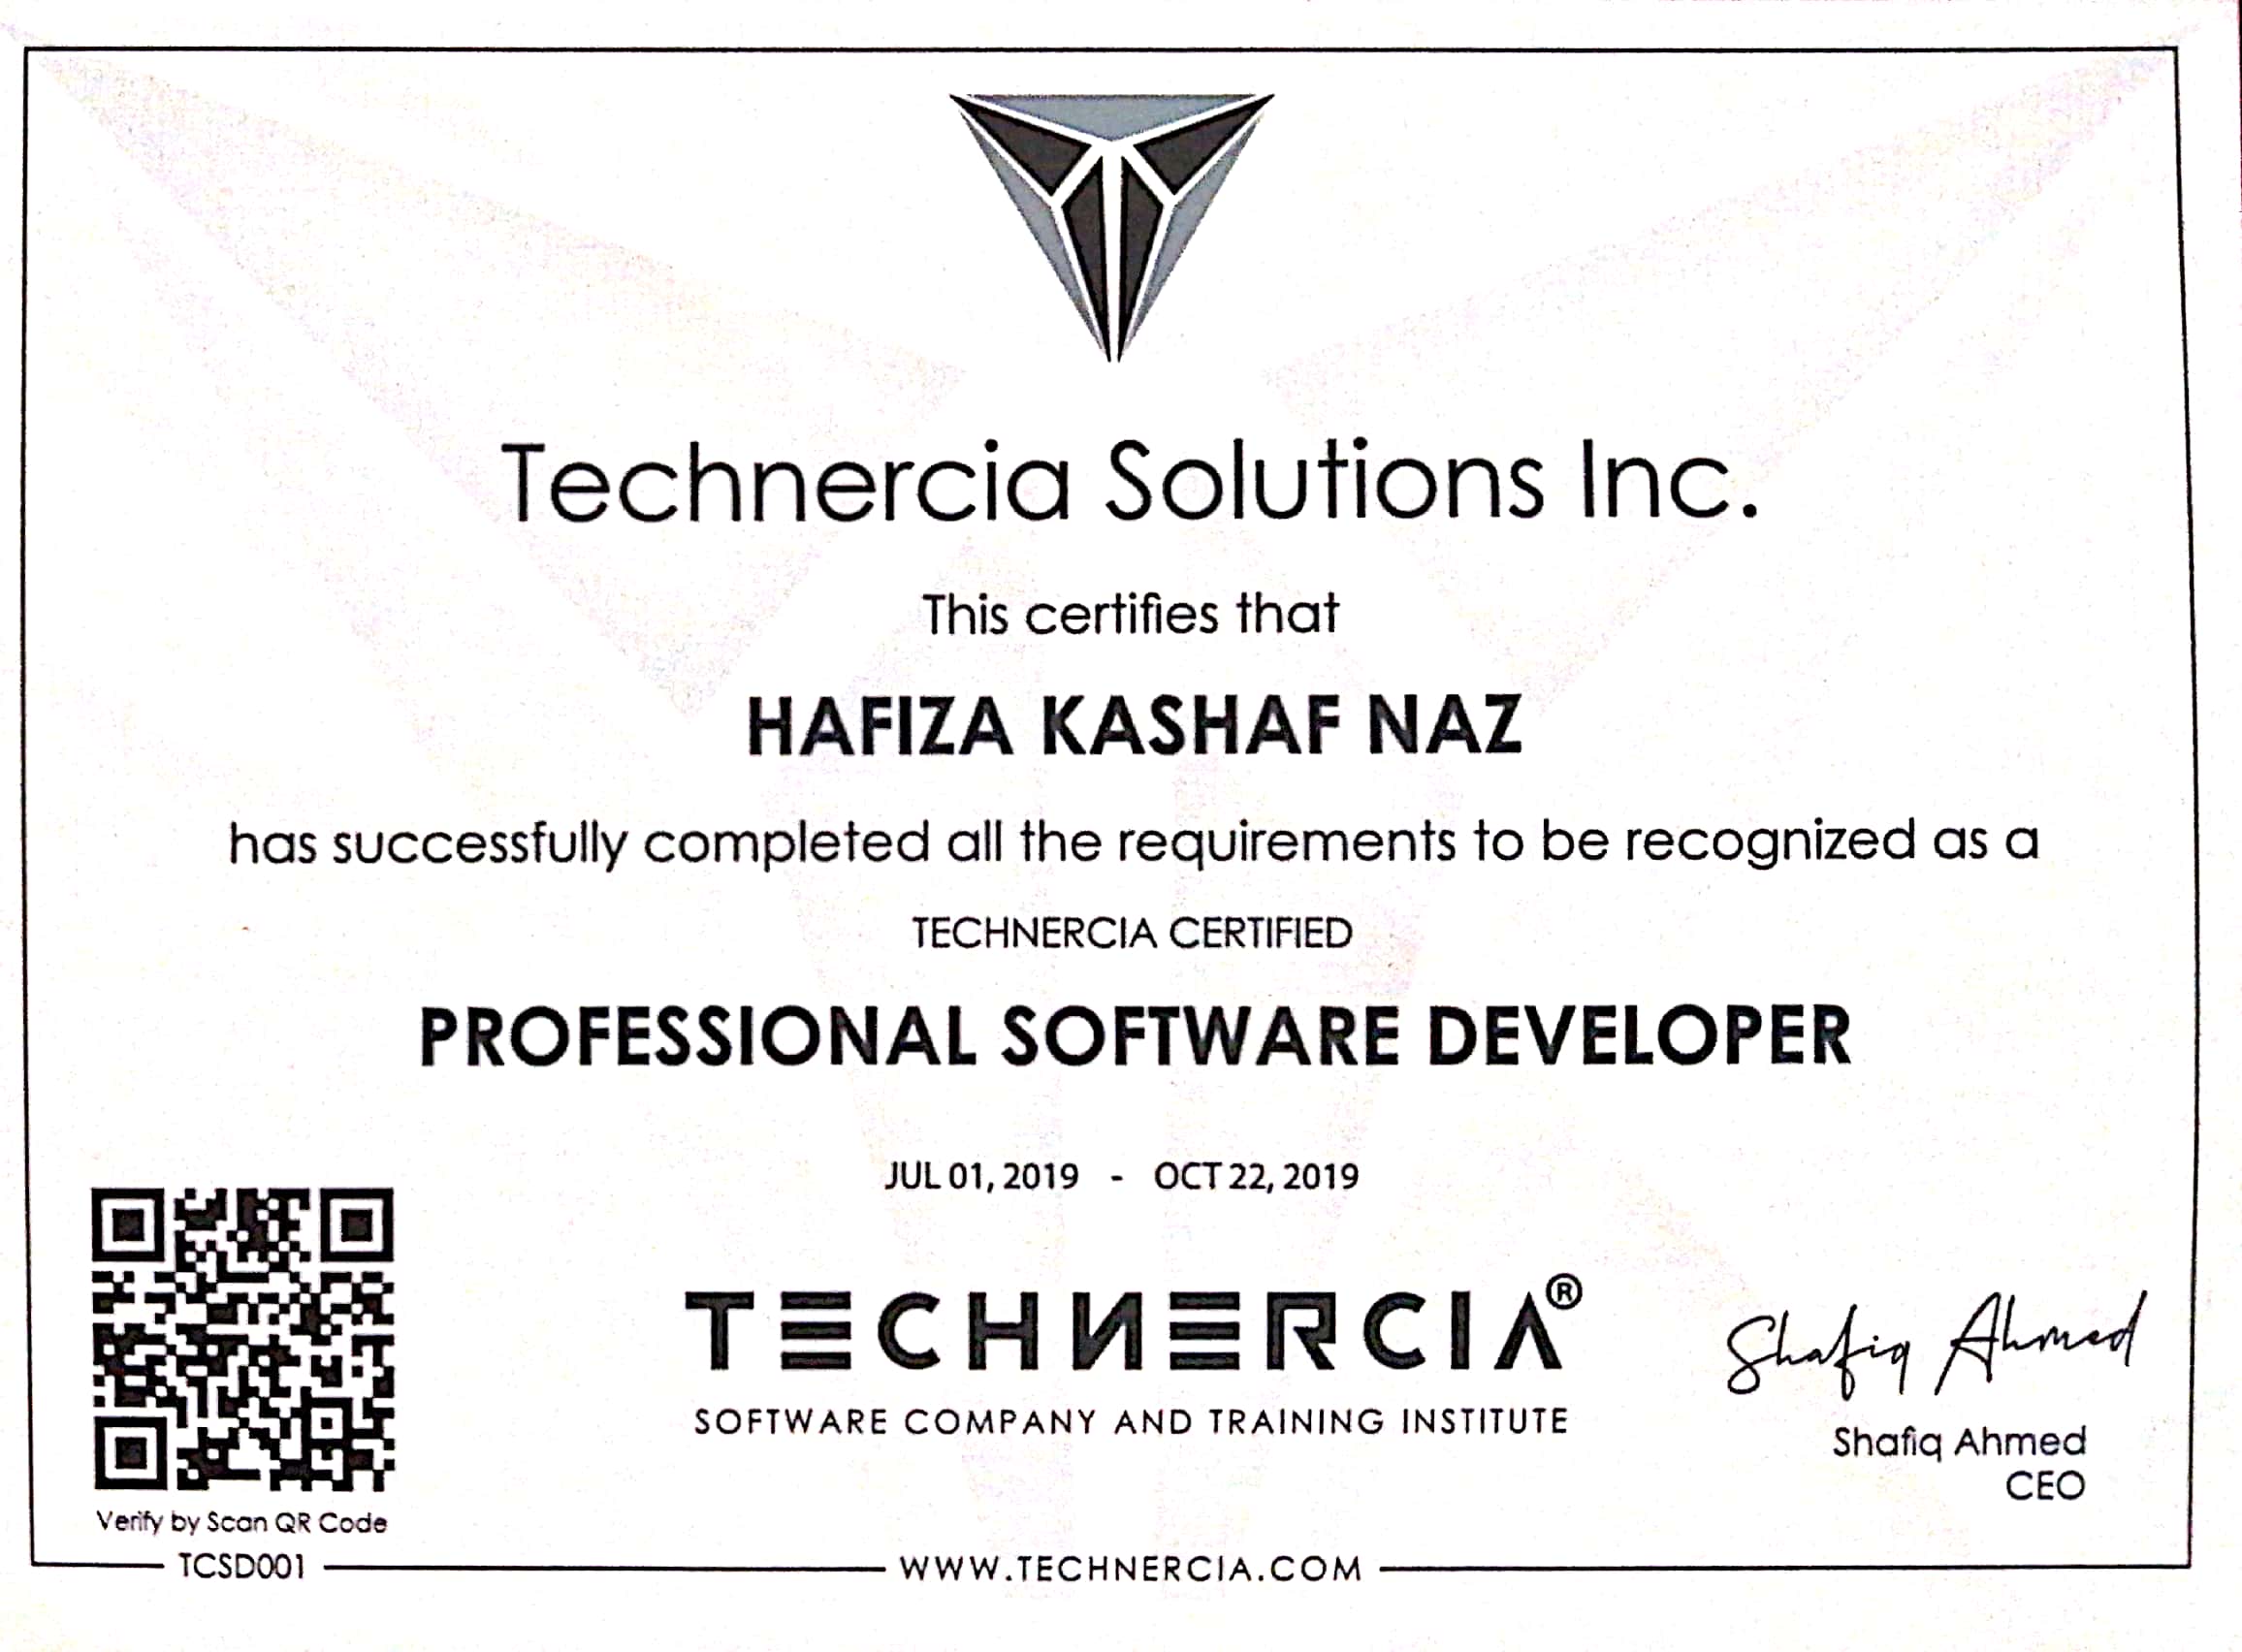 Technercia Solutions Inc.
This certifies that
HAFIZA KASHAF NAZ
has successfully completed all the requirements to be recognized as a
TECHNERCIA CERTIFIED
PROFESSIONAL SOFTWARE DEVELOPER
JUL 01, 2019 - OCT 22, 2019
TECHNERCIA®
SOFTWARE COMPANY AND TRAINING INSTITUTE
Shafiq Ahmed
Shafiq Ahmed
CEO
Verify by Scan QR Code
TCSD001
WWW.TECHNERCIA.COM